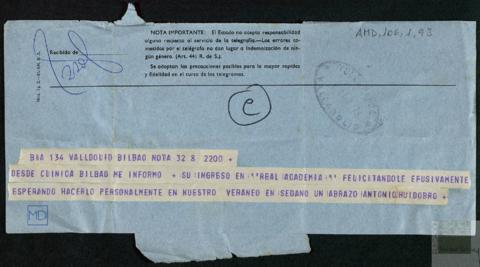 NOTA IMPORTANTE: El Estado no acepta responsabilidad
alguna respecto al servicio de la telegrafía.—Los errores co-
metidos por el telégrafo no dan lugar a indemnización de nin-
gún género. (Art. 44) R. de S.).
Se adoptan las precauciones posibles para la mayor rapidez
y fidelidad en el curso de los telegramas.
Recibido de
AMD,106,1,93
C
BAA 134 VALLDOUID BILBAO NOTA 32 8 2200 +
DESDE CLINICA BILBAO ME INFORMO + SU INGRESO EN ''REAL ACADEMIA '' FELICITANDOLE EFUSIVAMENTE
ESPERANDO HACERLO PERSONALMENTE EN NUESTRO VERANEO EN SEDANO UN ABRAZO ANTONIO HUIDOBRO +
MD